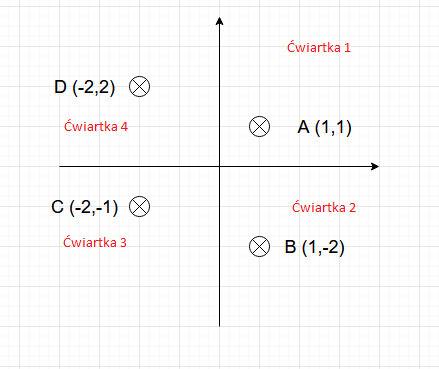 Ćwiartka 1
D (-2,2)
Ćwiartka 4
A (1,1)
C (-2,-1)
Ćwiartka 2
Ćwiartka 3
B (1,-2)